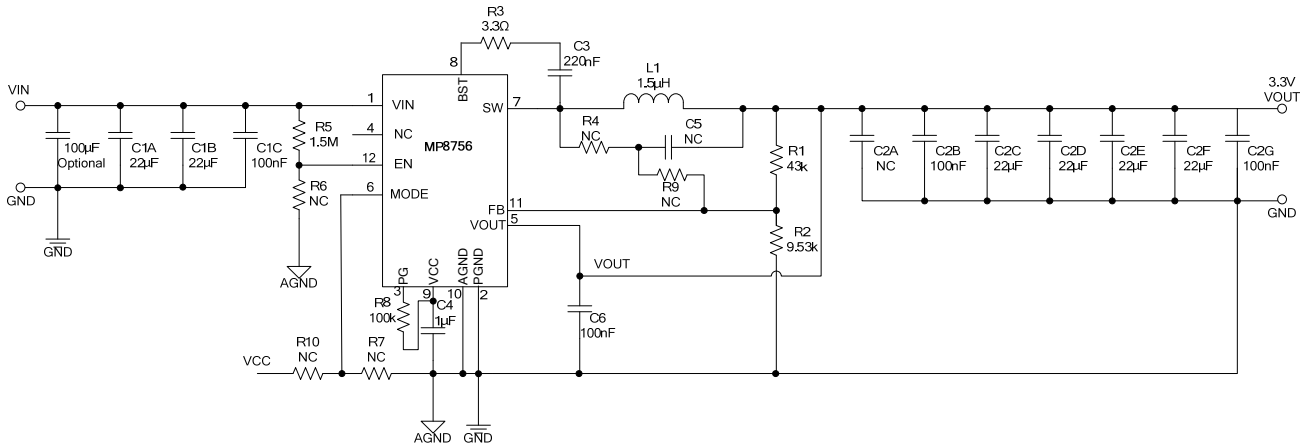 R3
3.3Ω
C3
220nF
8
BST
L1
1.5μH
VIN
1
VIN
SW
7
3.3V
VOUT
100μF
Optional
C1A
22μF
C1B
22μF
C1C
100nF
R5
1.5M
4
NC
MP8756
12
EN
R4
NC
C5
NC
R1
43k
C2A
NC
C2B
100nF
C2C
22μF
C2D
22μF
C2E
22μF
C2F
22μF
C2G
100nF
GND
R6
NC
6
MODE
R9
NC
FB
11
VOUT
5
GND
GND
AGND
R2
9.53k
PG
VCC
AGND
PGND
3
9
10
2
VOUT
R8
100k
C4
1μF
C6
100nF
VCC
R10
NC
R7
NC
AGND
GND